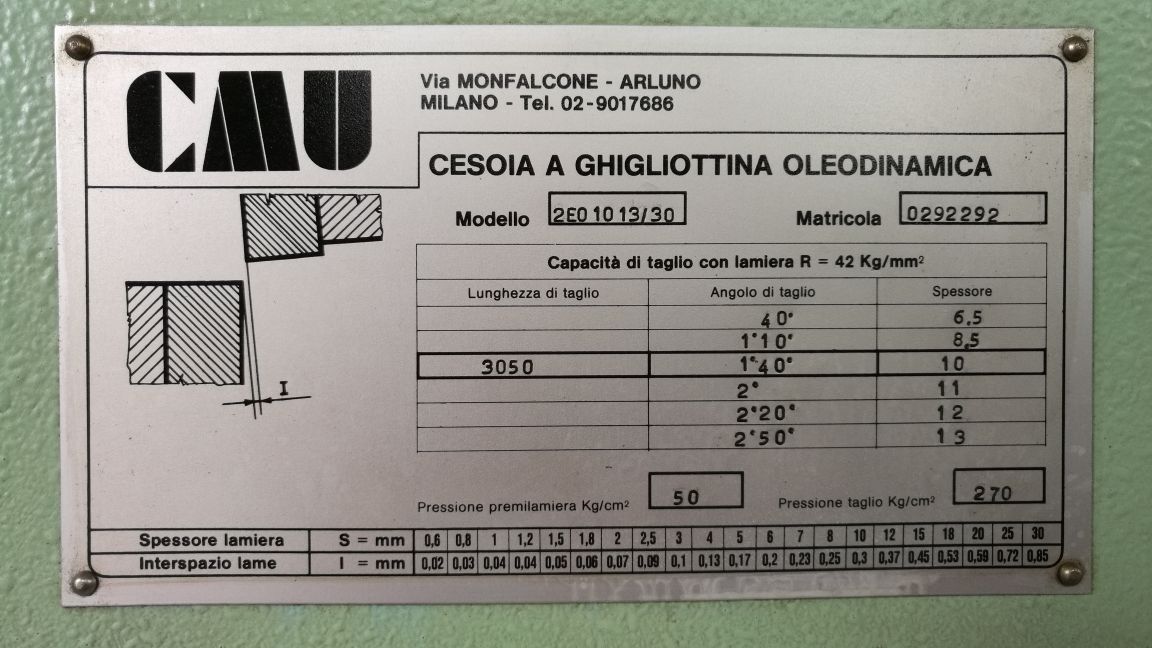 CMU
Via MONFALCONE - ARLUNO
MILANO - Tel. 02-9017686
CESOIA A GHIGLIOTTINA OLEODINAMICA
Modello 2E0 10 13/30 Matricola 0292292
Capacità di taglio con lamiera R = 42 Kg/mm²
Lunghezza di taglio Angolo di taglio Spessore
40° 6.5
1°10° 8,5
3050 1°40° 10
2° 11
2°20° 12
2°50° 13
I
Pressione premilamiera Kg/cm² 50 Pressione taglio Kg/cm² 270
Spessore lamiera S = mm 0,6 0,8 1 1,2 1,5 1,8 2 2,5 3 4 5 6 7 8 10 12 15 18 20 25 30
Interspazio lame I = mm 0,02 0,03 0,04 0,04 0,05 0,06 0,07 0,09 0,1 0,13 0,17 0,2 0,23 0,25 0,3 0,37 0,45 0,53 0,59 0,72 0,85